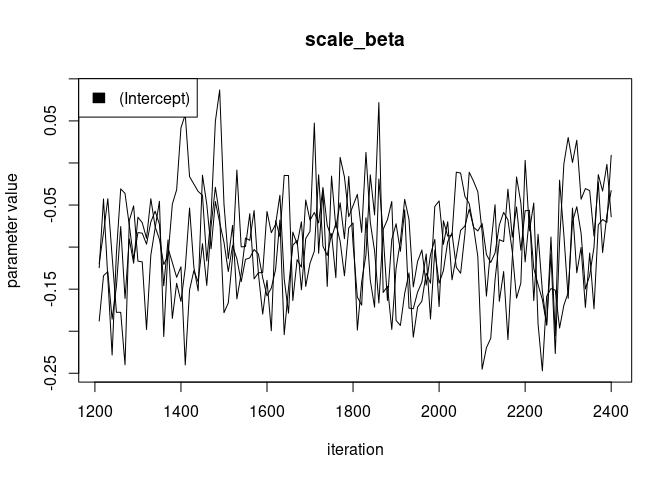 scale_beta
(Intercept)
parameter value
0.05
-0.05
-0.15
-0.25
1200 1400 1600 1800 2000 2200 2400
iteration